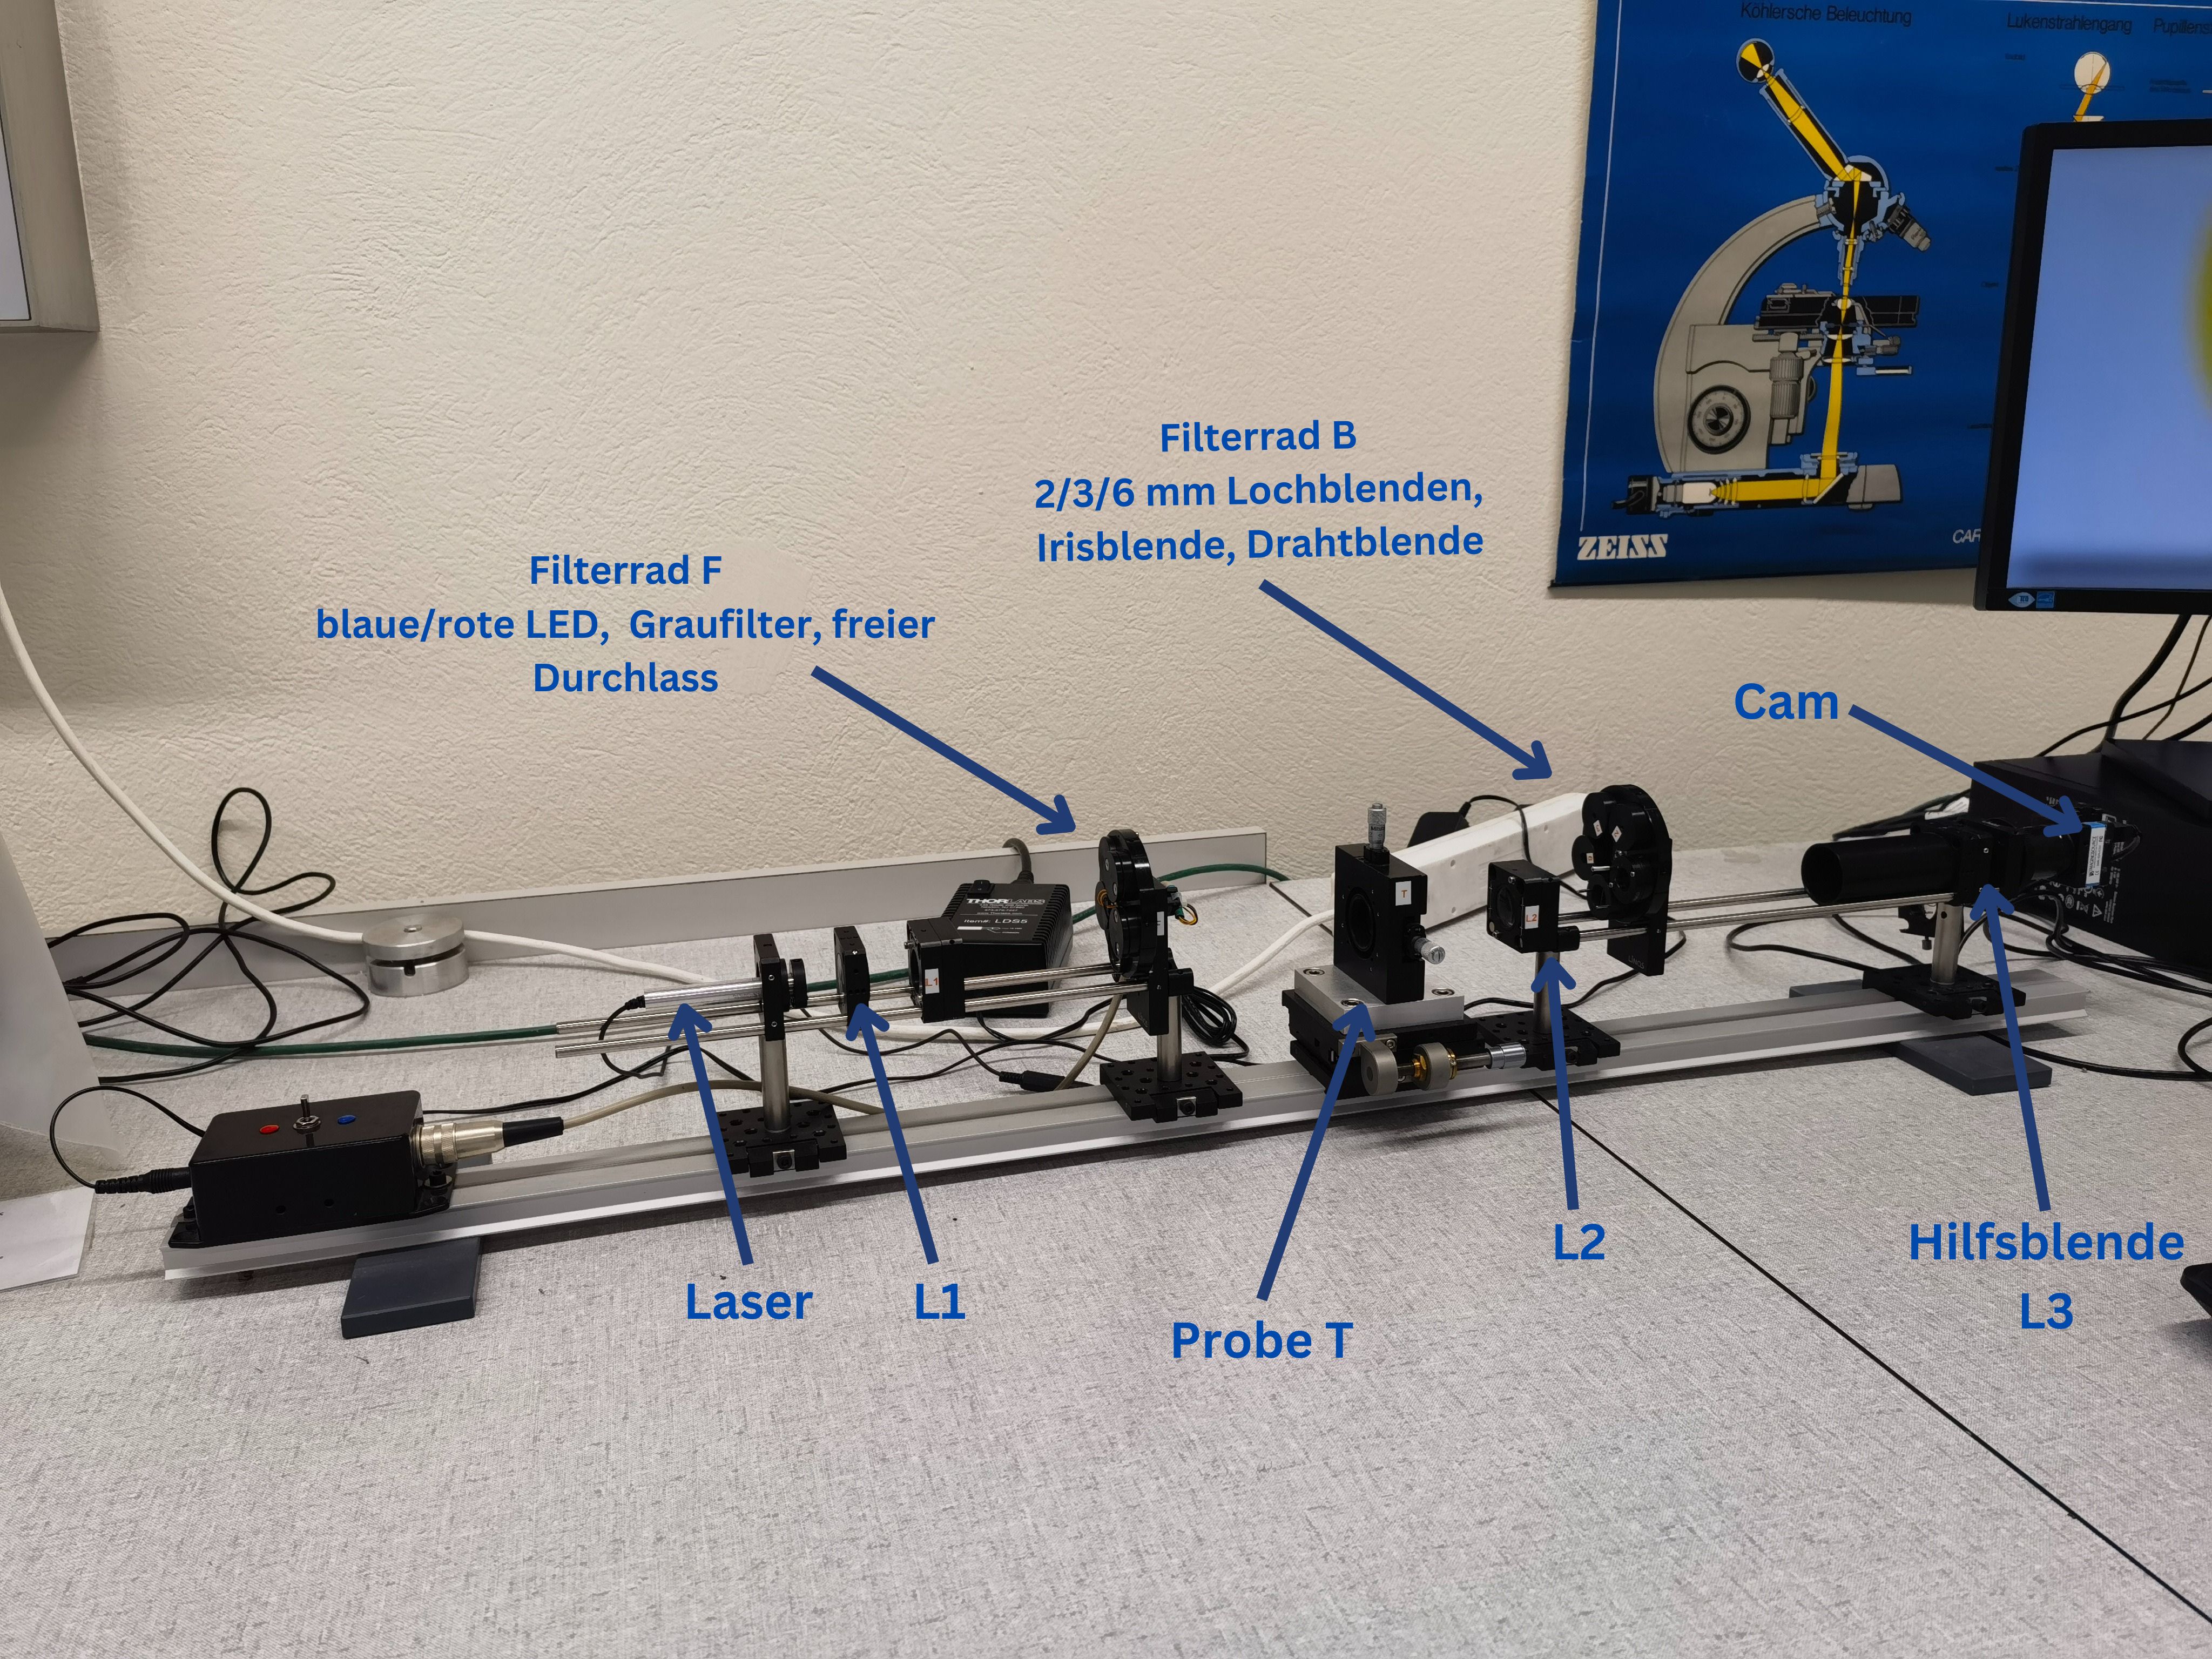 Köhlersche Beleuchtung
Lukenstrahlengang
ZEISS
Filterrad B
2/3/6 mm Lochblenden,
Irisblende, Drahtblende
Filterrad F
blaue/rote LED, Graufilter, freier
Durchlass
Cam
THORLABS
LDS5
T
L2
L1
Laser
L1
Probe T
L2
Hilfsblende
L3